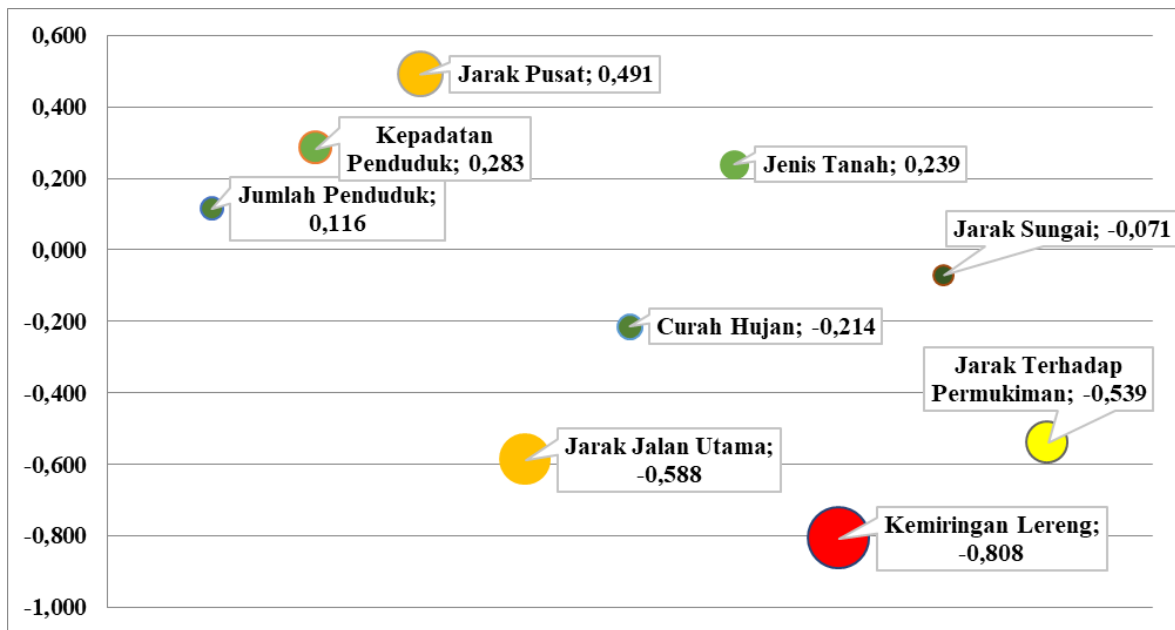 0,600
0,400
0,200
0,000
-0,200
-0,400
-0,600
-0,800
-1,000
Jarak Pusat; 0,491
Kepadatan
Penduduk; 0,283
Jumlah Penduduk;
0,116
Jenis Tanah; 0,239
Jarak Sungai; -0,071
Curah Hujan; -0,214
Jarak Terhadap
Permukiman; -0,539
Jarak Jalan Utama;
-0,588
Kemiringan Lereng;
-0,808